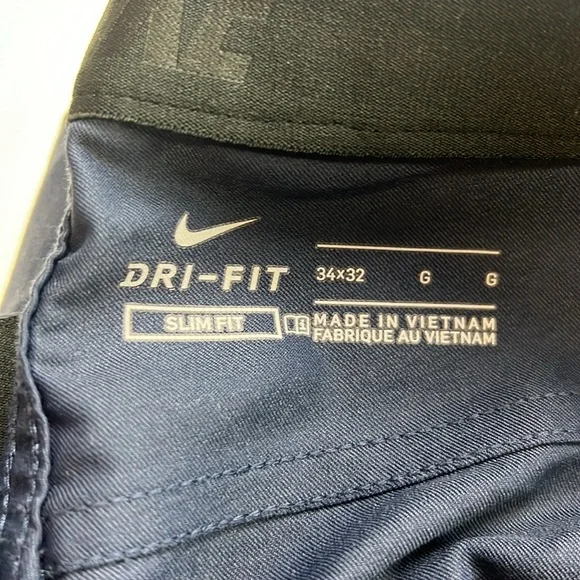 DRI-FIT
SLIM FIT
34x32 G G
MADE IN VIETNAM
FABRIQUE AU VIETNAM